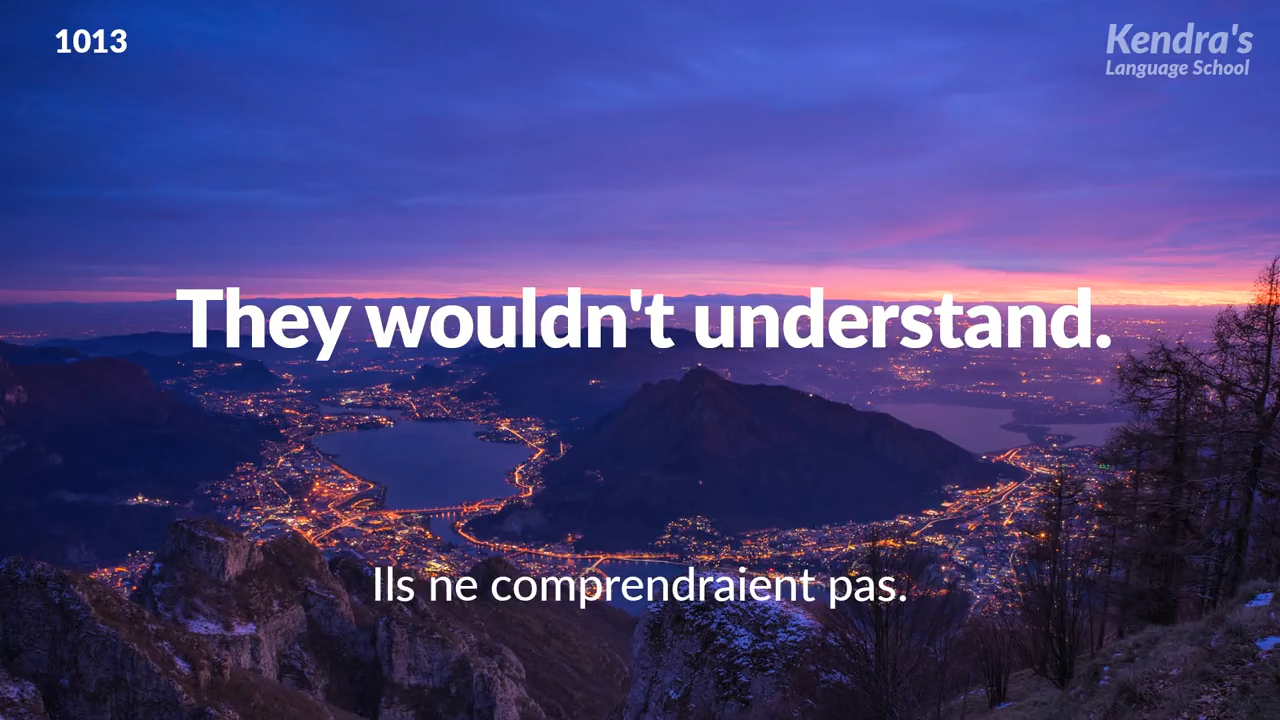 1013
Kendra's
Language School
They wouldn't understand.
Ils ne comprendraient pas.